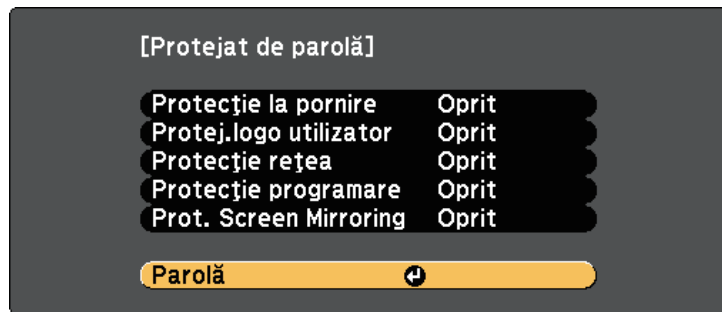 [Protejat de parolă]
Protecţie la pornire Oprit
Protej.logo utilizator Oprit
Protecţie reţea Oprit
Protecţie programare Oprit
Prot. Screen Mirroring Oprit
Parolă